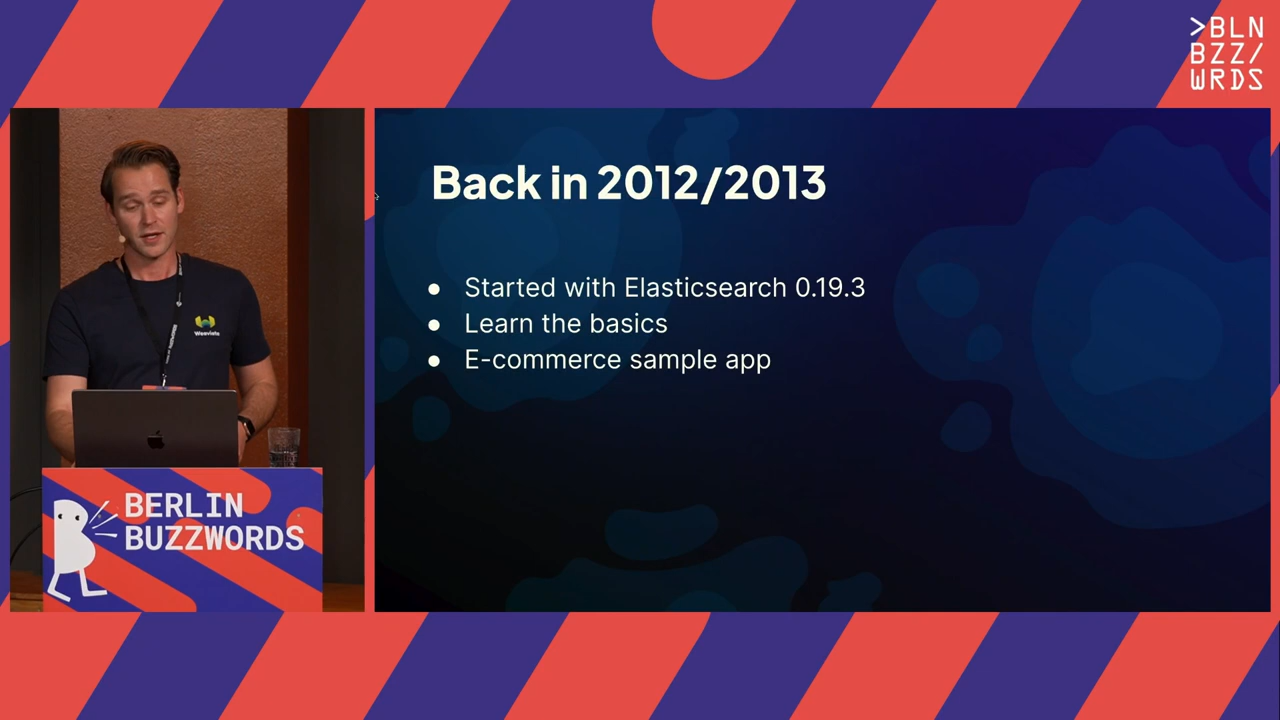 >BLN
BZZ/
WRDS
Back in 2012/2013
● Started with Elasticsearch 0.19.3
● Learn the basics
● E-commerce sample app
Weaviate
BERLIN
BUZZWORDS